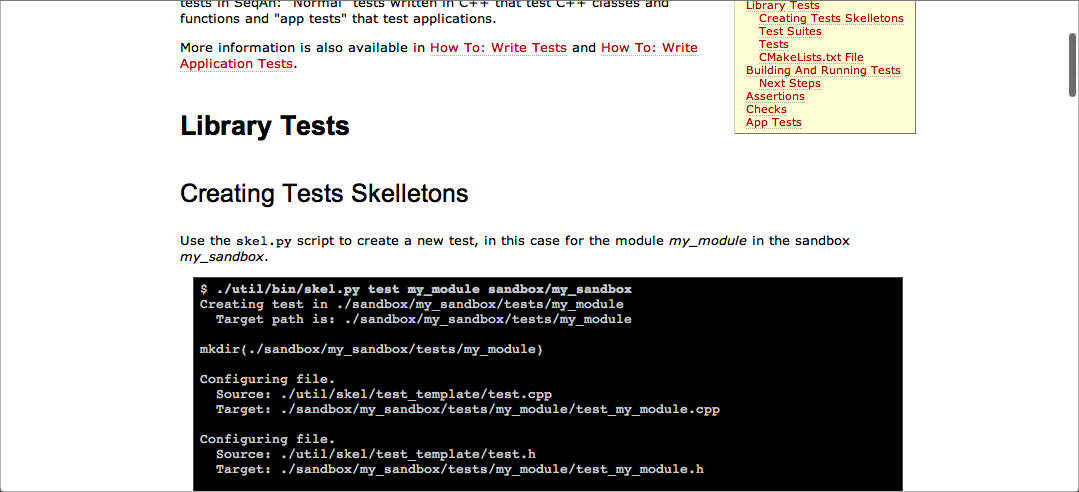 tests in SeqAn: "Normal" tests written in C++ that test C++ classes and
functions and "app tests" that test applications.
More information is also available in How To: Write Tests and How To: Write
Application Tests.
Library Tests
Creating Tests Skelletons
Test Suites
Tests
CMakeLists.txt File
Building And Running Tests
Next Steps
Assertions
Checks
App Tests
Library Tests
Creating Tests Skelletons
Use the skel.py script to create a new test, in this case for the module my_module in the sandbox
my_sandbox.
$ ./util/bin/skel.py test my_module sandbox/my_sandbox
Creating test in ./sandbox/my_sandbox/tests/my_module
Target path is: ./sandbox/my_sandbox/tests/my_module
mkdir(./sandbox/my_sandbox/tests/my_module)
Configuring file.
Source: ./util/skel/test_template/test.cpp
Target: ./sandbox/my_sandbox/tests/my_module/test_my_module.cpp
Configuring file.
Source: ./util/skel/test_template/test.h
Target: ./sandbox/my_sandbox/tests/my_module/test_my_module.h